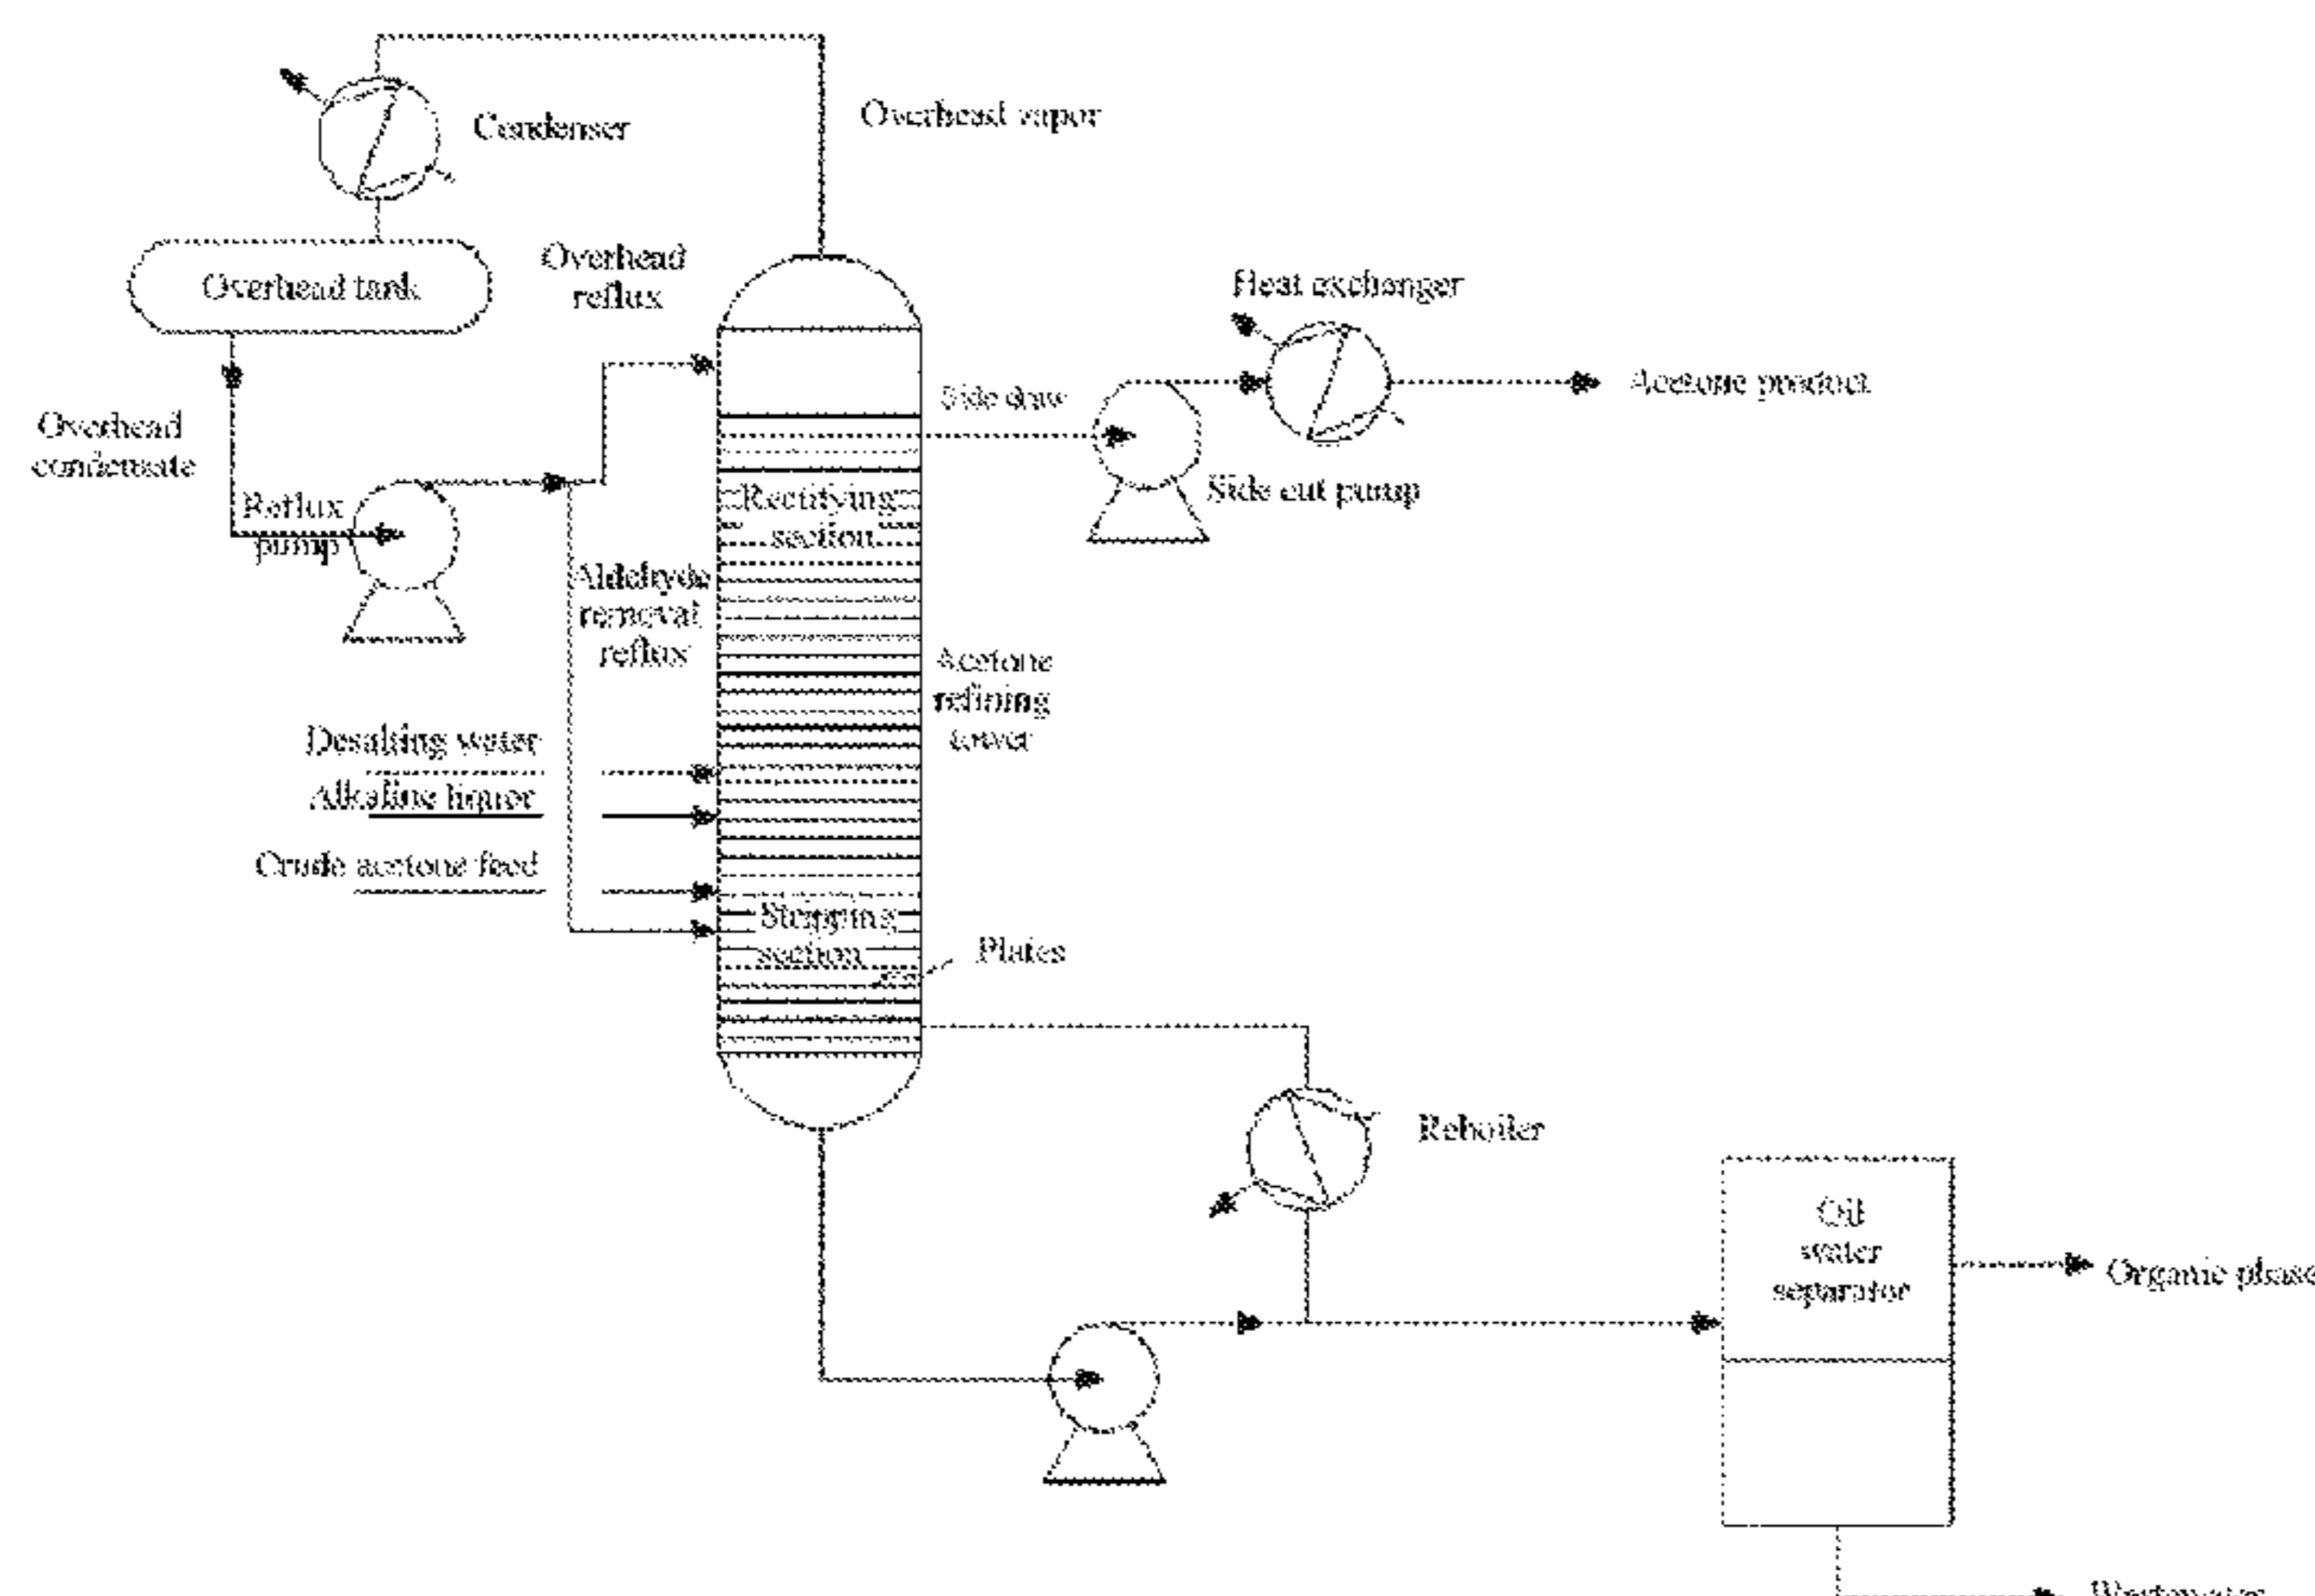 Overhead vapor
Condenser
Overhead tank
Overhead
reflux
Heat exchanger
Acetone product
Side draw
Side cut pump
Overhead
condensate
Reflux
pump
Rectifying
section
Aldehyde
removal
reflux
Acetone
refining
tower
Desalting water
Alkaline liquor
Crude acetone feed
Stripping
section
Plates
Reboiler
Oil
water
separator
Organic phase
Wastewater